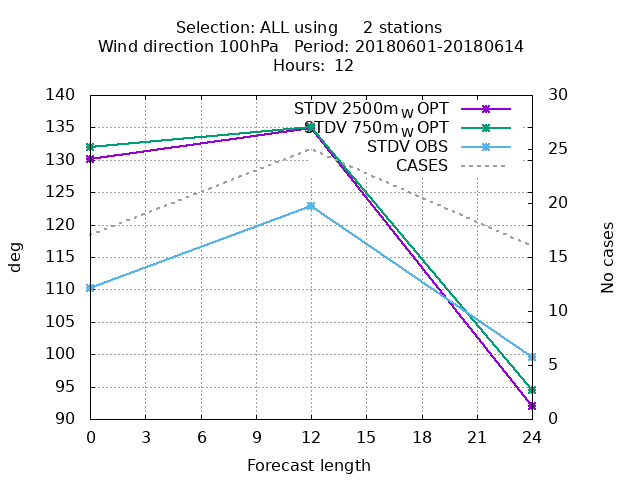 Selection: ALL using 2 stations
Wind direction 100hPa Period: 20180601-20180614
Hours: 12
STDV 2500m W OPT
STDV 750m W OPT
STDV OBS
CASES
140
135
130
125
120
115
110
105
100
95
90
deg
30
25
20
15
10
5
0
No cases
0 3 6 9 12 15 18 21 24
Forecast length